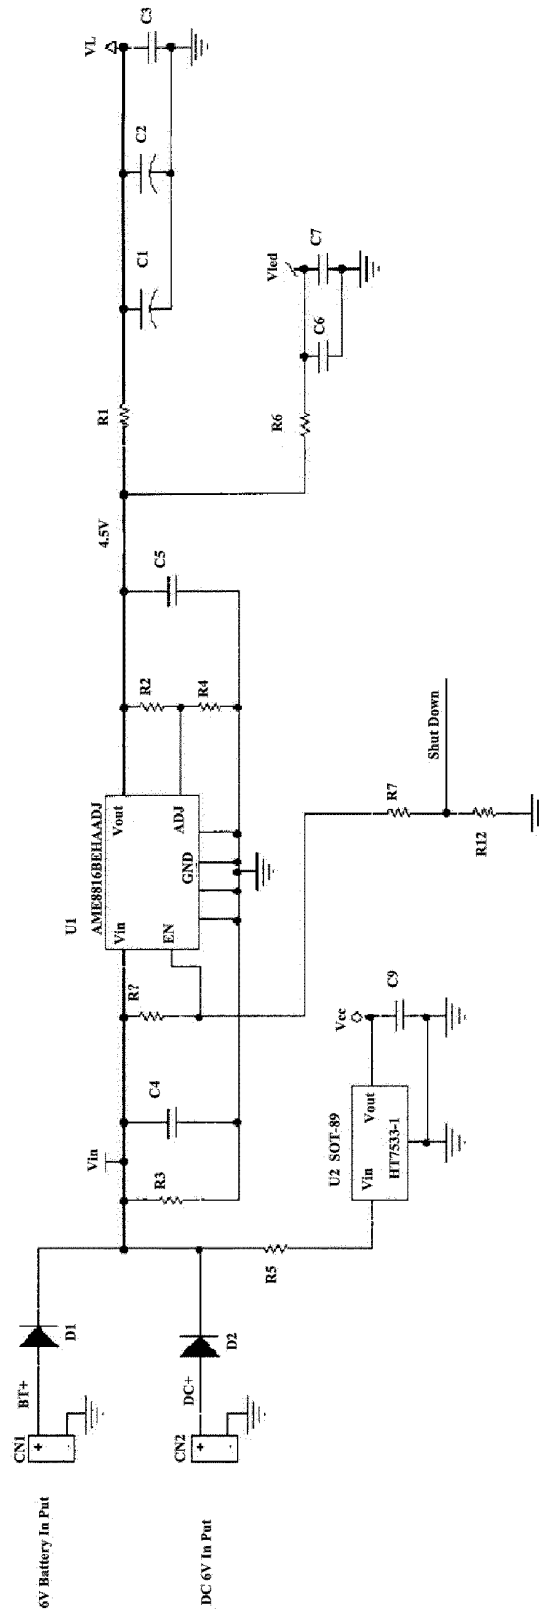 6V Battery In Put
CN1
+
-
BT+
D1
DC 6V In Put
CN2
+
-
DC+
D2
Vin
R3
C4
R?
R5
U1
AME8816BEHAADJ
Vin
Vout
EN
GND
ADJ
R2
R4
C5
4.5V
R1
C1
C2
C3
VL
R6
C6
C7
Vled
U2 SOT-89
Vin
Vout
HT7533-1
Vcc
C9
R7
Shut Down
R12